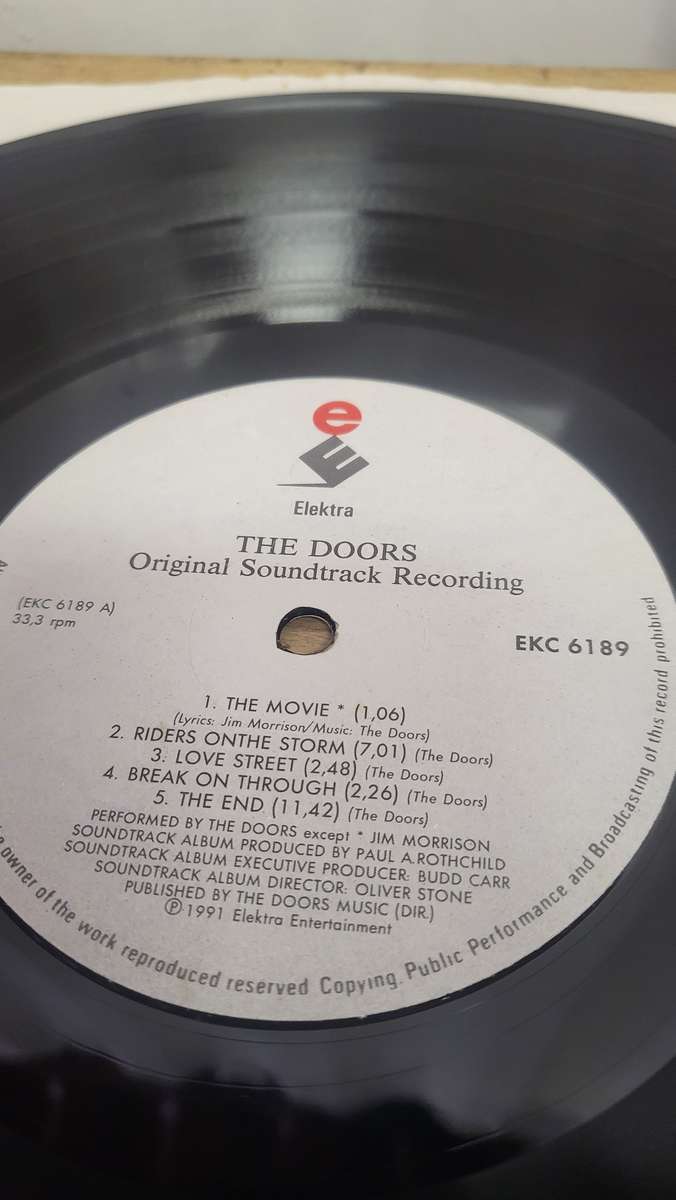 e
E
Elektra
THE DOORS
Original Soundtrack Recording
(EKC 6189 A)
33,3 rpm
EKC 6189
1. THE MOVIE * (1,06)
(Lyrics: Jim Morrison/Music: The Doors)
2. RIDERS ONTHE STORM (7,01) (The Doors)
3. LOVE STREET (2,48) (The Doors)
4. BREAK ON THROUGH (2,26) (The Doors)
5. THE END (11,42) (The Doors)
PERFORMED BY THE DOORS except * JIM MORRISON
SOUNDTRACK ALBUM PRODUCED BY PAUL A.ROTHCHILD
SOUNDTRACK ALBUM EXECUTIVE PRODUCER: BUDD CARR
SOUNDTRACK ALBUM DIRECTOR: OLIVER STONE
PUBLISHED BY THE DOORS MUSIC (DIR.)
Ⓟ1991 Elektra Entertainment
owner of the work reproduced reserved Copying. Public Performance and Broadcasting of this record prohibited